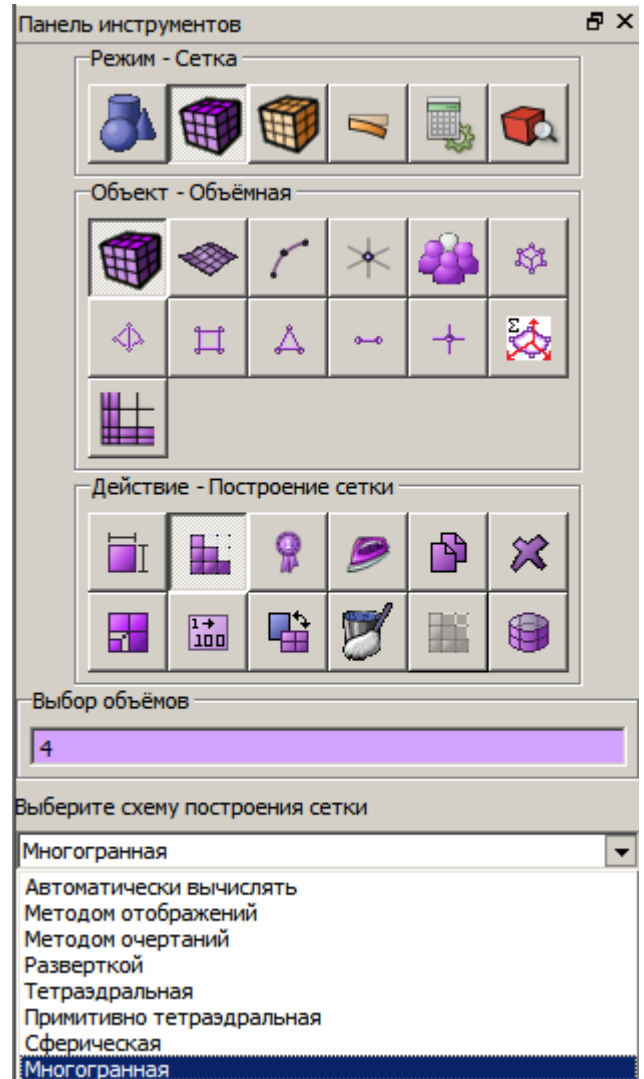 Панель инструментов
Режим - Сетка
Объект - Объёмная
Σ
Действие - Построение сетки
1
1→
100
Выбор объёмов
4
Выберите схему построения сетки
Многогранная
Автоматически вычислять
Методом отображений
Методом очертаний
Разверткой
Тетраэдральная
Примитивно тетраэдральная
Сферическая
Многогранная